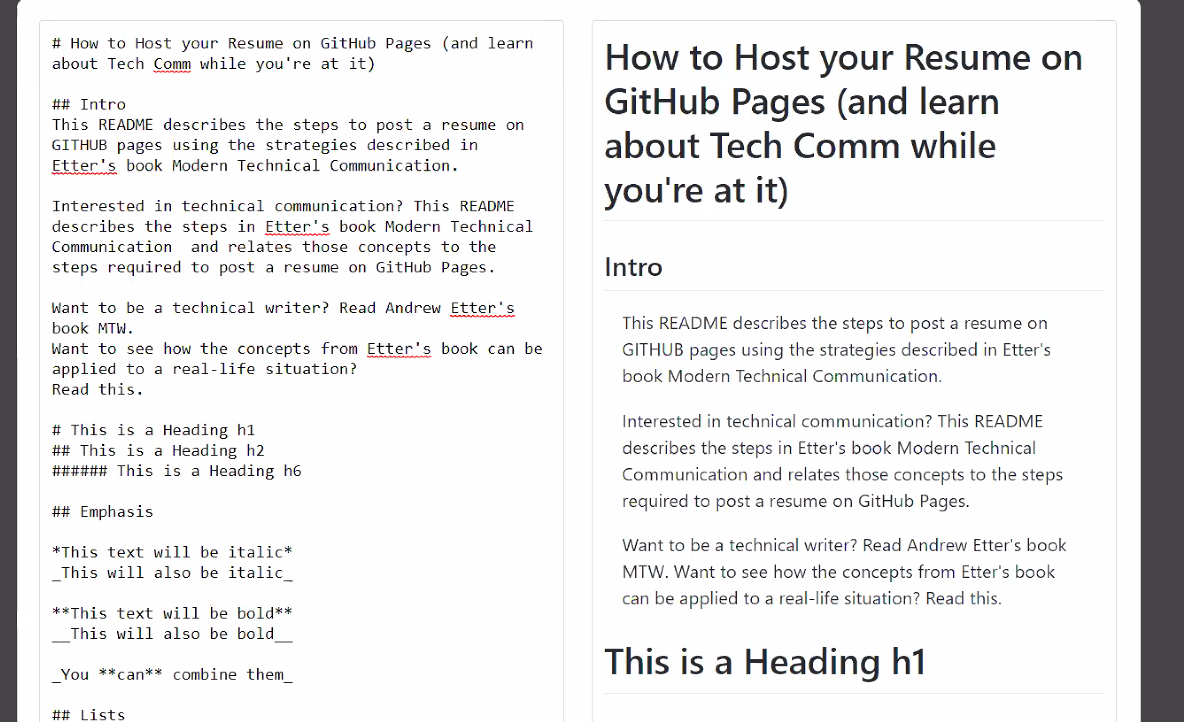 # How to Host your Resume on GitHub Pages (and learn
about Tech Comm while you're at it)
## Intro
This README describes the steps to post a resume on
GITHUB pages using the strategies described in
Etter's book Modern Technical Communication.
Interested in technical communication? This README
describes the steps in Etter's book Modern Technical
Communication  and relates those concepts to the
steps required to post a resume on GitHub Pages.
Want to be a technical writer? Read Andrew Etter's
book MTW.
Want to see how the concepts from Etter's book can be
applied to a real-life situation?
Read this.
# This is a Heading h1
## This is a Heading h2
###### This is a Heading h6
## Emphasis
*This text will be italic*
_This will also be italic_
**This text will be bold**
__This will also be bold__
_You **can** combine them_
## Lists
How to Host your Resume on
GitHub Pages (and learn
about Tech Comm while
you're at it)
Intro
This README describes the steps to post a resume on
GITHUB pages using the strategies described in Etter's
book Modern Technical Communication.
Interested in technical communication? This README
describes the steps in Etter's book Modern Technical
Communication and relates those concepts to the steps
required to post a resume on GitHub Pages.
Want to be a technical writer? Read Andrew Etter's book
MTW. Want to see how the concepts from Etter's book
can be applied to a real-life situation? Read this.
This is a Heading h1